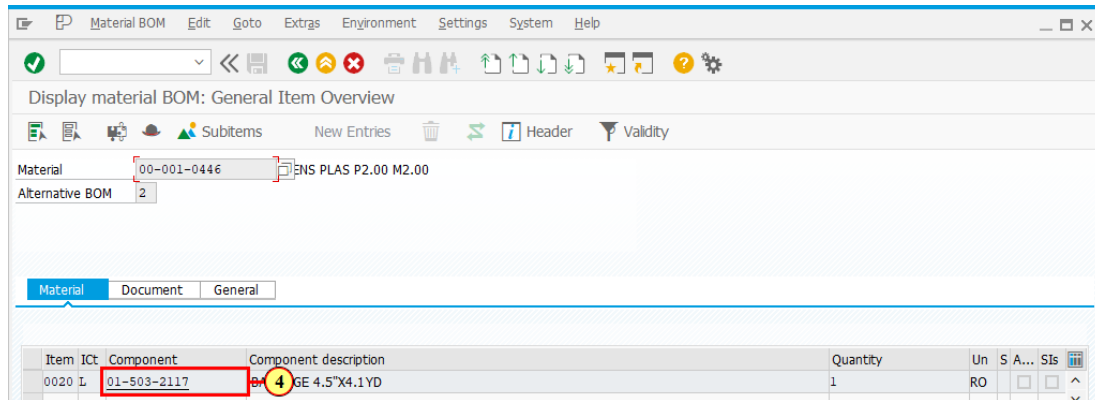 Material BOM Edit Goto Extras Environment Settings System Help
Display material BOM: General Item Overview
Subitems New Entries Header Validity
Material 00-001-0446 ENS PLAS P2.00 M2.00
Alternative BOM 2
Material Document General
Item ICt Component Component description Quantity Un S A... SIs
0020 L 01-503-2117 4 GE 4.5"X4.1YD 1 RO